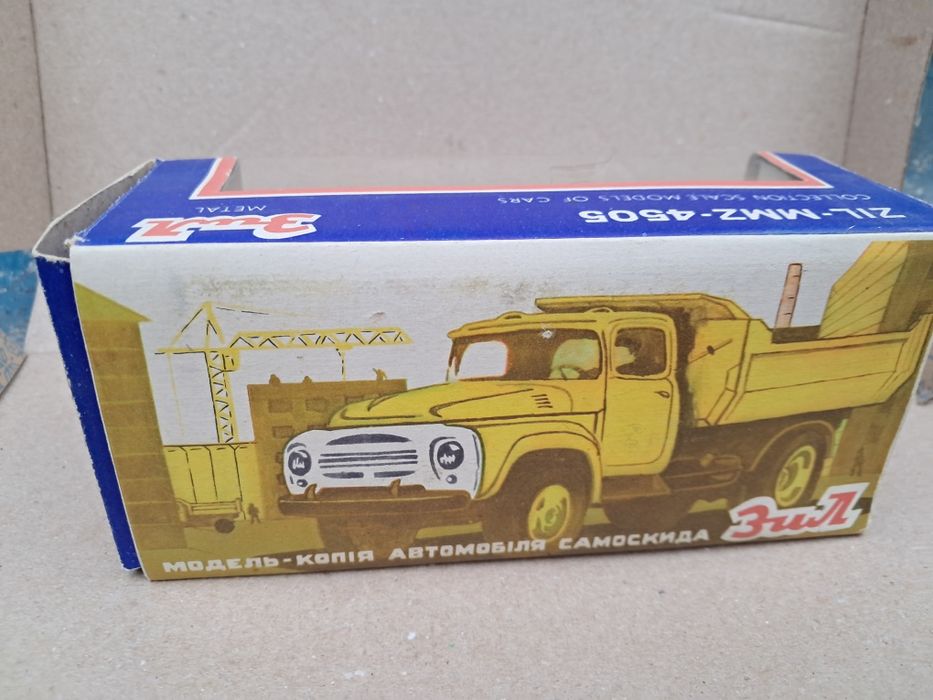 ZIL-MMZ-4505
COLLECTION SCALE MODELS OF CARS
METAL
ЗиЛ
МОДЕЛЬ-КОПІЯ АВТОМОБІЛЯ САМОСКИДА
ЗиЛ